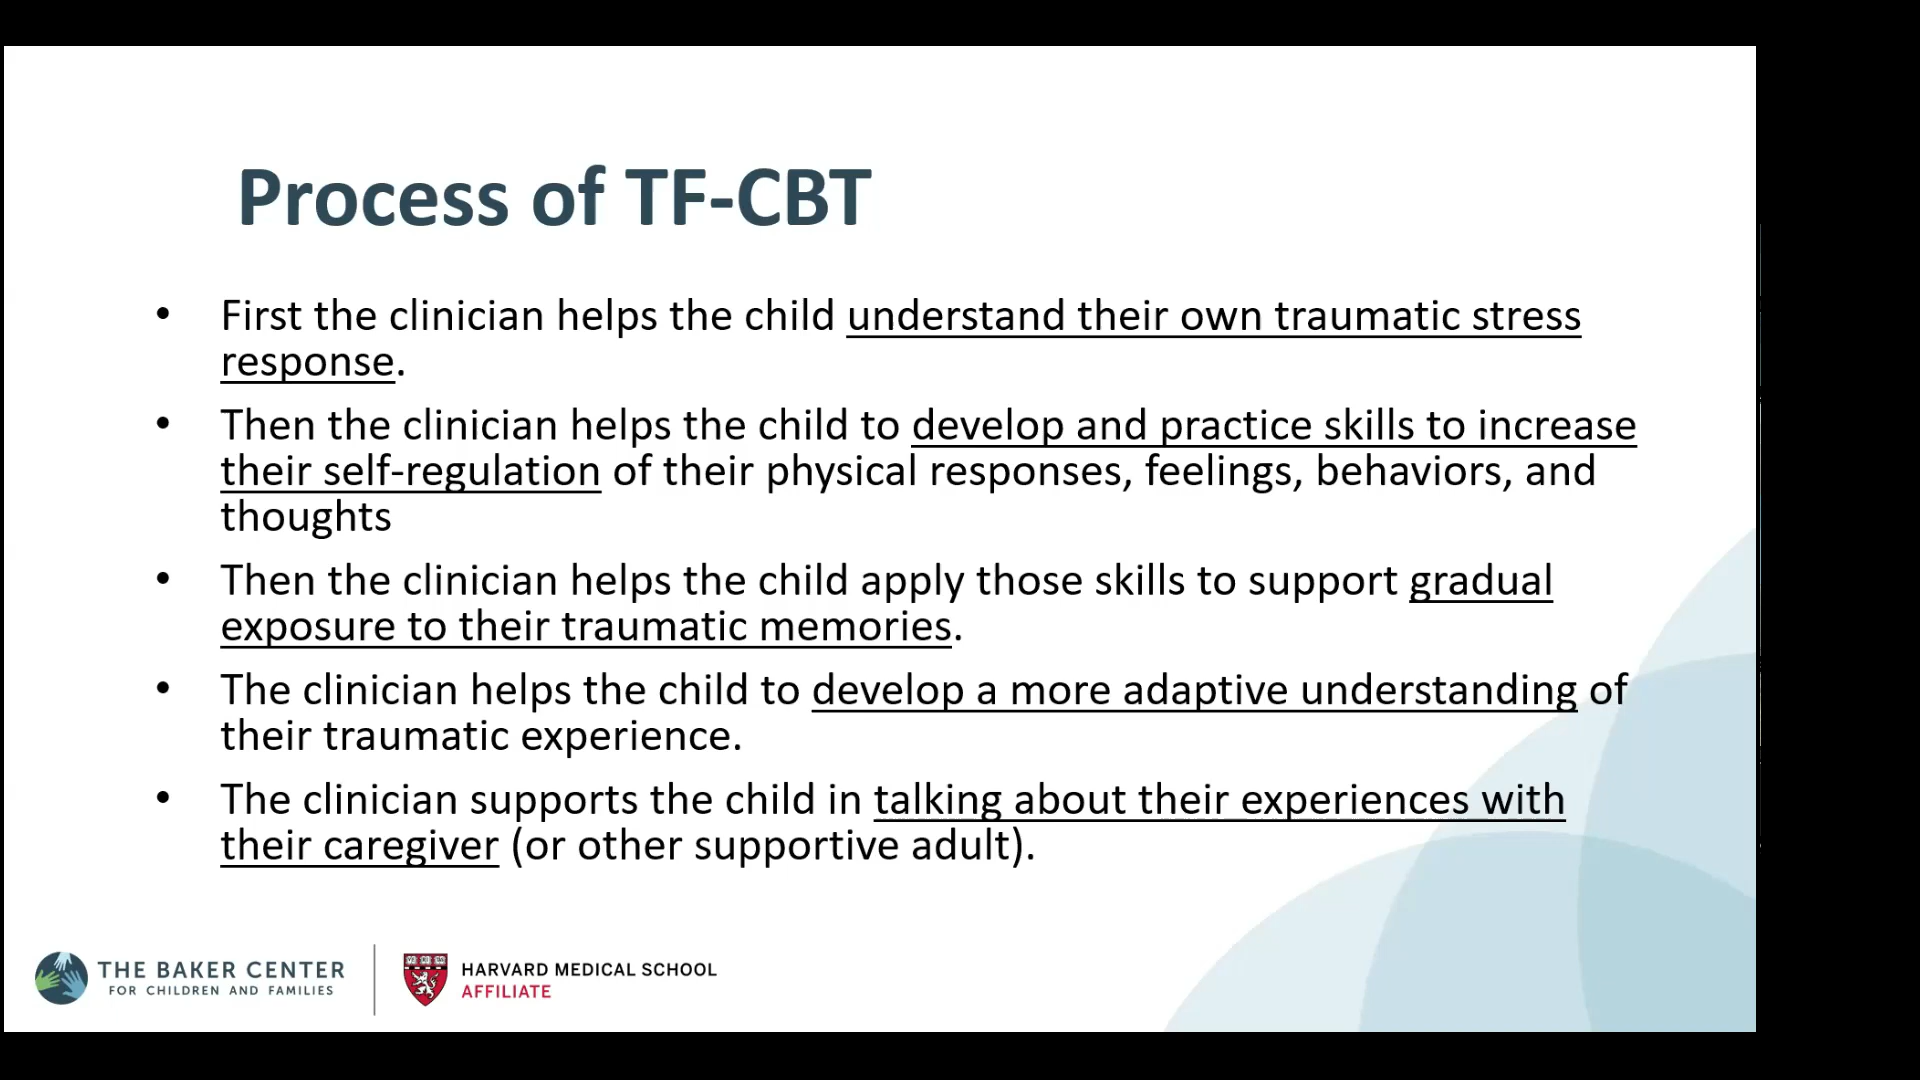 Process of TF-CBT
• First the clinician helps the child understand their own traumatic stress
response.
• Then the clinician helps the child to develop and practice skills to increase
their self-regulation of their physical responses, feelings, behaviors, and
thoughts
• Then the clinician helps the child apply those skills to support gradual
exposure to their traumatic memories.
• The clinician helps the child to develop a more adaptive understanding of
their traumatic experience.
• The clinician supports the child in talking about their experiences with
their caregiver (or other supportive adult).
THE BAKER CENTER
FOR CHILDREN AND FAMILIES
HARVARD MEDICAL SCHOOL
AFFILIATE